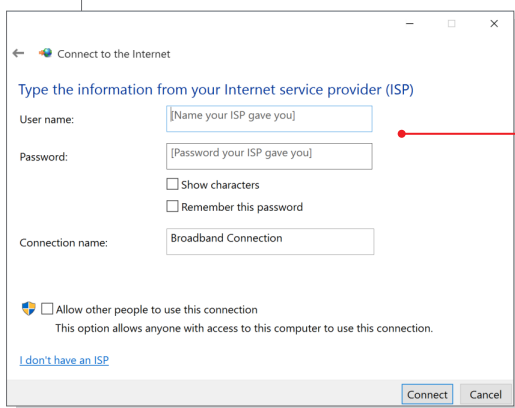 Connect to the Internet
Type the information from your Internet service provider (ISP)
User name:
[Name your ISP gave you]
Password:
[Password your ISP gave you]
Show characters
Remember this password
Connection name:
Broadband Connection
Allow other people to use this connection
This option allows anyone with access to this computer to use this connection.
I don't have an ISP
Connect
Cancel